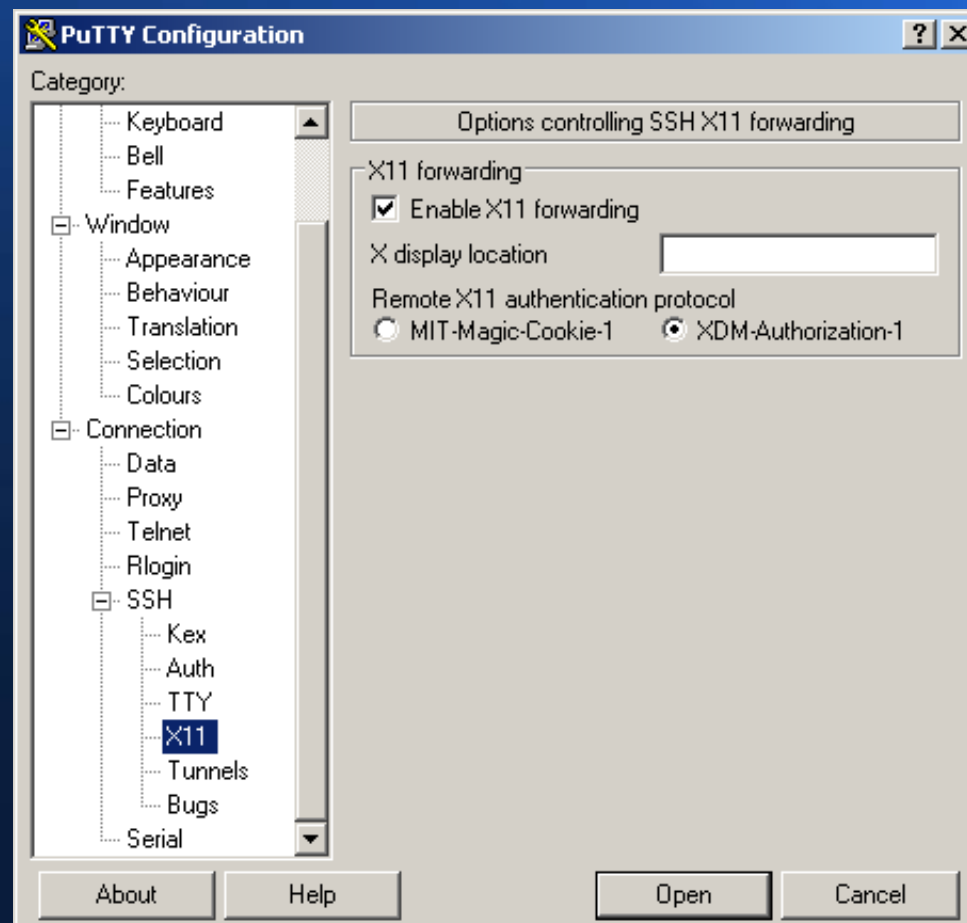 PuTTY Configuration
Category:
Keyboard
Bell
Features
Window
Appearance
Behaviour
Translation
Selection
Colours
Connection
Data
Proxy
Telnet
Rlogin
SSH
Kex
Auth
TTY
X11
Tunnels
Bugs
Serial
Options controlling SSH X11 forwarding
X11 forwarding
Enable X11 forwarding
X display location
Remote X11 authentication protocol
MIT-Magic-Cookie-1 XDM-Authorization-1
About Help Open Cancel